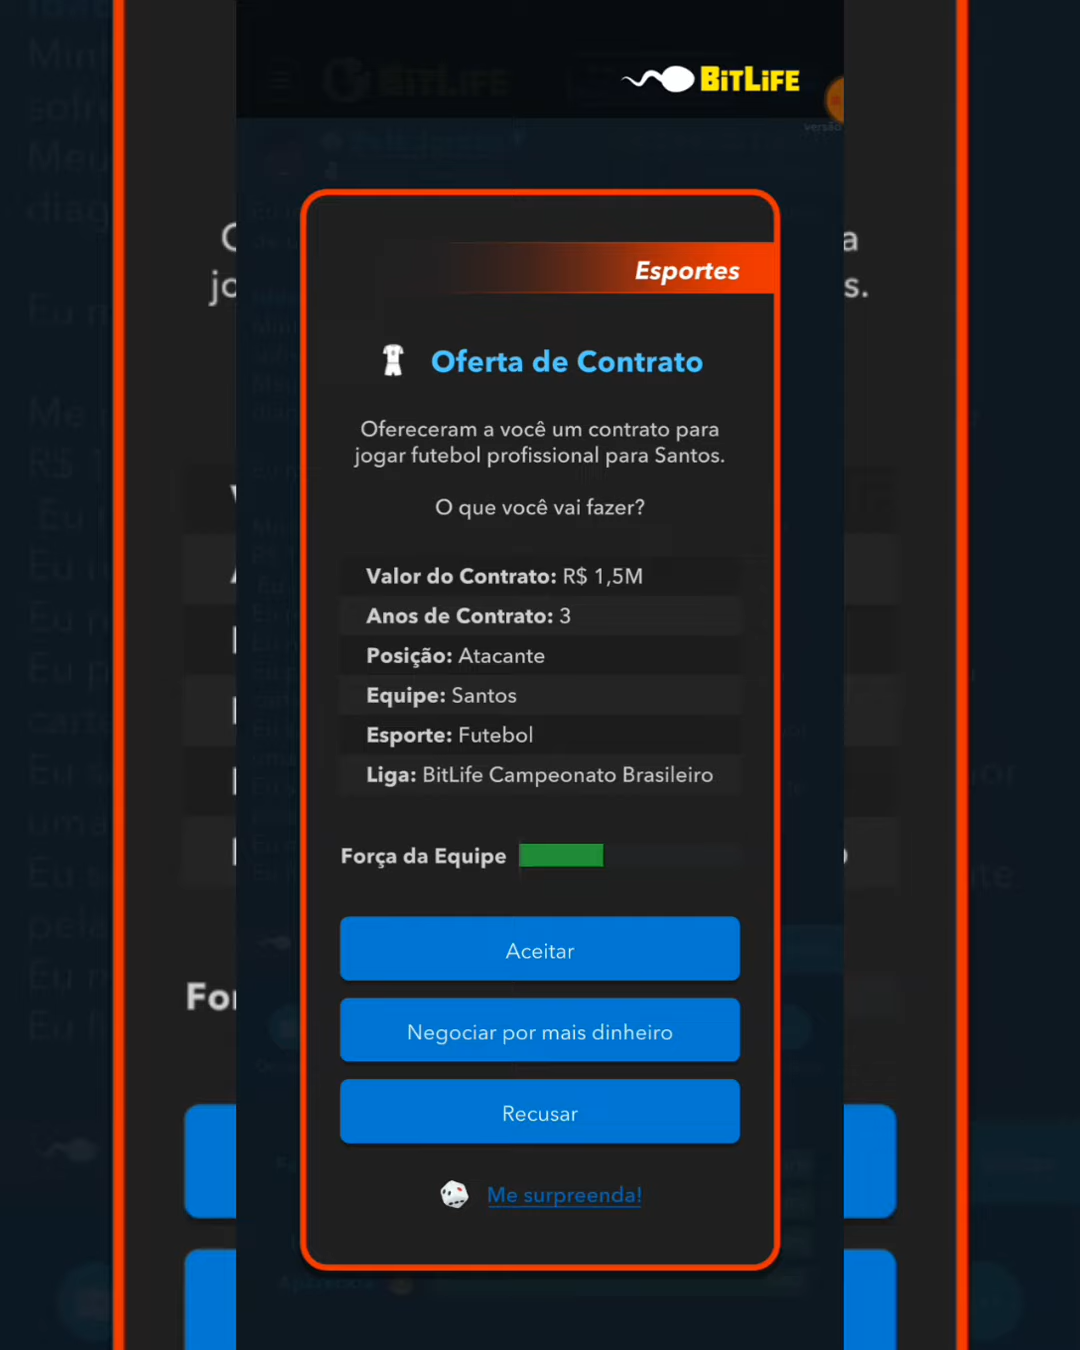 BiTLiFE
versão
Esportes
Oferta de Contrato
Ofereceram a você um contrato para
jogar futebol profissional para Santos.
O que você vai fazer?
Valor do Contrato: R$ 1,5M
Anos de Contrato: 3
Posição: Atacante
Equipe: Santos
Esporte: Futebol
Liga: BitLife Campeonato Brasileiro
Força da Equipe
Aceitar
Negociar por mais dinheiro
Recusar
Me surpreenda!